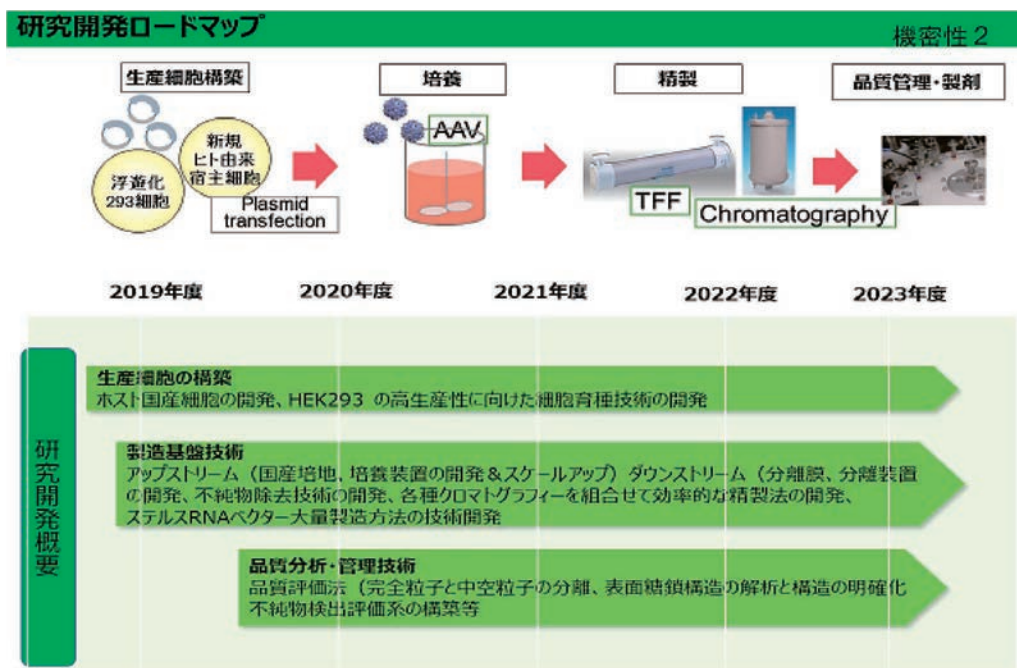 研究開発ロードマップ
機密性2
生産細胞構築
培養
精製
品質管理・製剤
新規
ヒト由来
宿主細胞
浮遊化
293細胞
Plasmid
transfection
AAV
TFF
Chromatography
2019年度
2020年度
2021年度
2022年度
2023年度
研究開発概要
生産細胞の構築
ホスト国産細胞の開発、HEK293 の高生産性に向けた細胞育種技術の開発
製造基盤技術
アップストリーム（国産培地、培養装置の開発＆スケールアップ）ダウンストリーム（分離膜、分離装置
の開発、不純物除去技術の開発、各種クロマトグラフィーを組合せて効率的な精製法の開発、
ステルスRNAベクター大量製造方法の技術開発
品質分析・管理技術
品質評価法（完全粒子と中空粒子の分離、表面糖鎖構造の解析と構造の明確化
不純物検出評価系の構築等